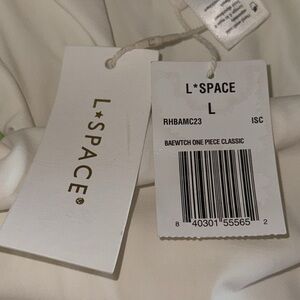 L★SPACE®
L★SPACE
L
RHBAMC23 ISC
BAEWTCH ONE PIECE CLASSIC
8 40301 55565 2